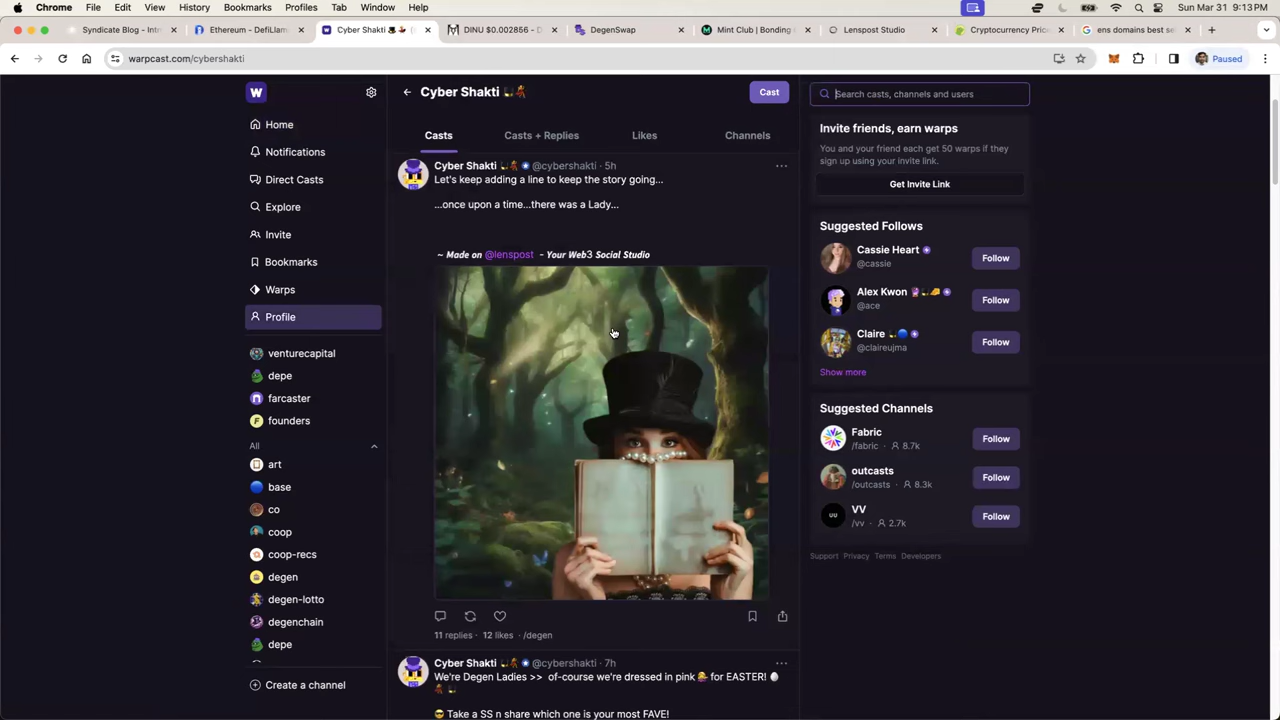 Chrome File Edit View History Bookmarks Profiles Tab Window Help
Sun Mar 31 9:13 PM
Syndicate Blog - Int
Ethereum - DefiLlam
Cyber Shakti
DINU $0.002856 - D
DegenSwap
Mint Club | Bonding
Lenspost Studio
Cryptocurrency Price
ens domains best se
warpcast.com/cybershakti
Paused
W
Home
Notifications
Direct Casts
Explore
Invite
Bookmarks
Warps
Profile
venturecapital
depe
farcaster
founders
All
art
base
co
coop
coop-recs
degen
degen-lotto
degenchain
depe
Create a channel
Cyber Shakti
Cast
Casts
Casts + Replies
Likes
Channels
Cyber Shakti @cybershakti · 5h
Let's keep adding a line to keep the story going...
...once upon a time...there was a Lady...
~ Made on @lenspost - Your Web3 Social Studio
11 replies · 12 likes · /degen
Cyber Shakti @cybershakti · 7h
We're Degen Ladies >> of-course we're dressed in pink for EASTER!
Take a SS n share which one is your most FAVE!
Search casts, channels and users
Invite friends, earn warps
You and your friend each get 50 warps if they
sign up using your invite link.
Get Invite Link
Suggested Follows
Cassie Heart
@cassie
Follow
Alex Kwon
@ace
Follow
Claire
@claireujma
Follow
Show more
Suggested Channels
Fabric
/fabric · 8.7k
Follow
outcasts
/outcasts · 8.3k
Follow
VV
/vv · 2.7k
Follow
Support Privacy Terms Developers